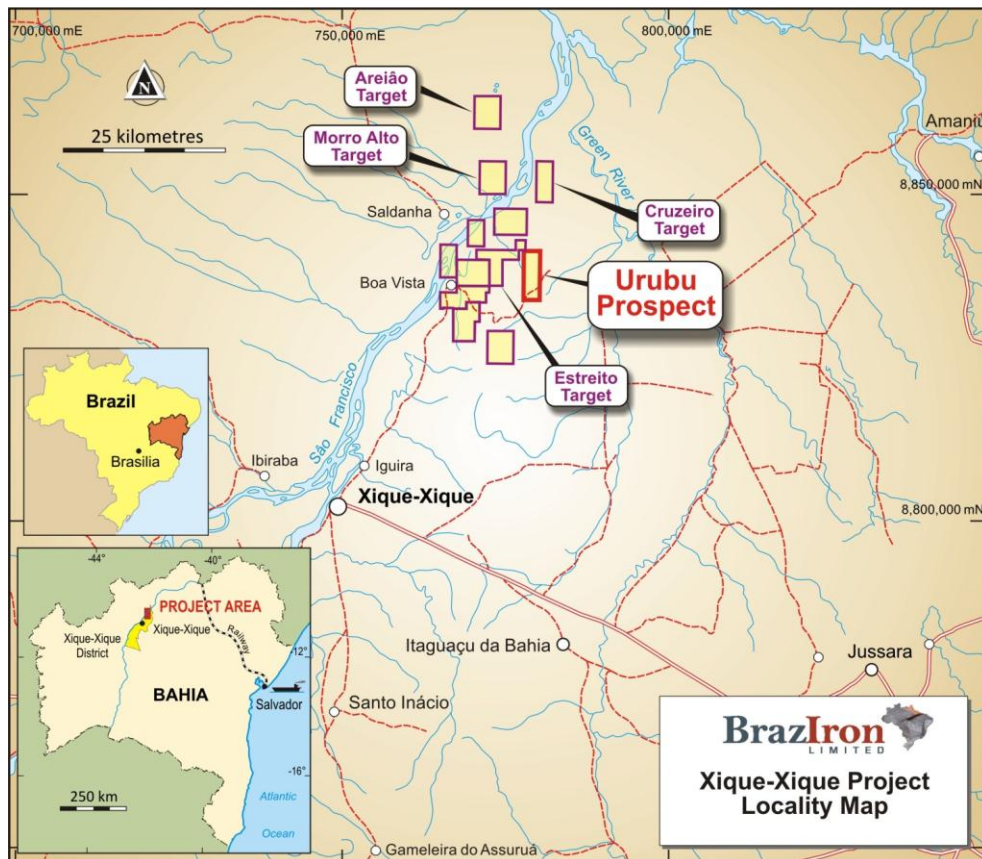 700,000 mE
750,000 mE
800,000 mE
N
25 kilometres
Areiâo
Target
Morro Alto
Target
Green River
Amaniú
8,850,000 mN
Saldanha
Cruzeiro
Target
Boa Vista
Urubu
Prospect
Estreito
Target
São Francisco
Brazil
Brasilia
Ibiraba
Iguira
Xique-Xique
8,800,000 mN
-44°
-40°
PROJECT AREA
Xique-Xique
District
Xique-Xique
Railway
-12°
BAHIA
Salvador
-16°
250 km
Atlantic
Ocean
Itaguaçu da Bahia
Jussara
Santo Inácio
Gameleira do Assuruá
BrazIron
LIMITED
Xique-Xique Project
Locality Map